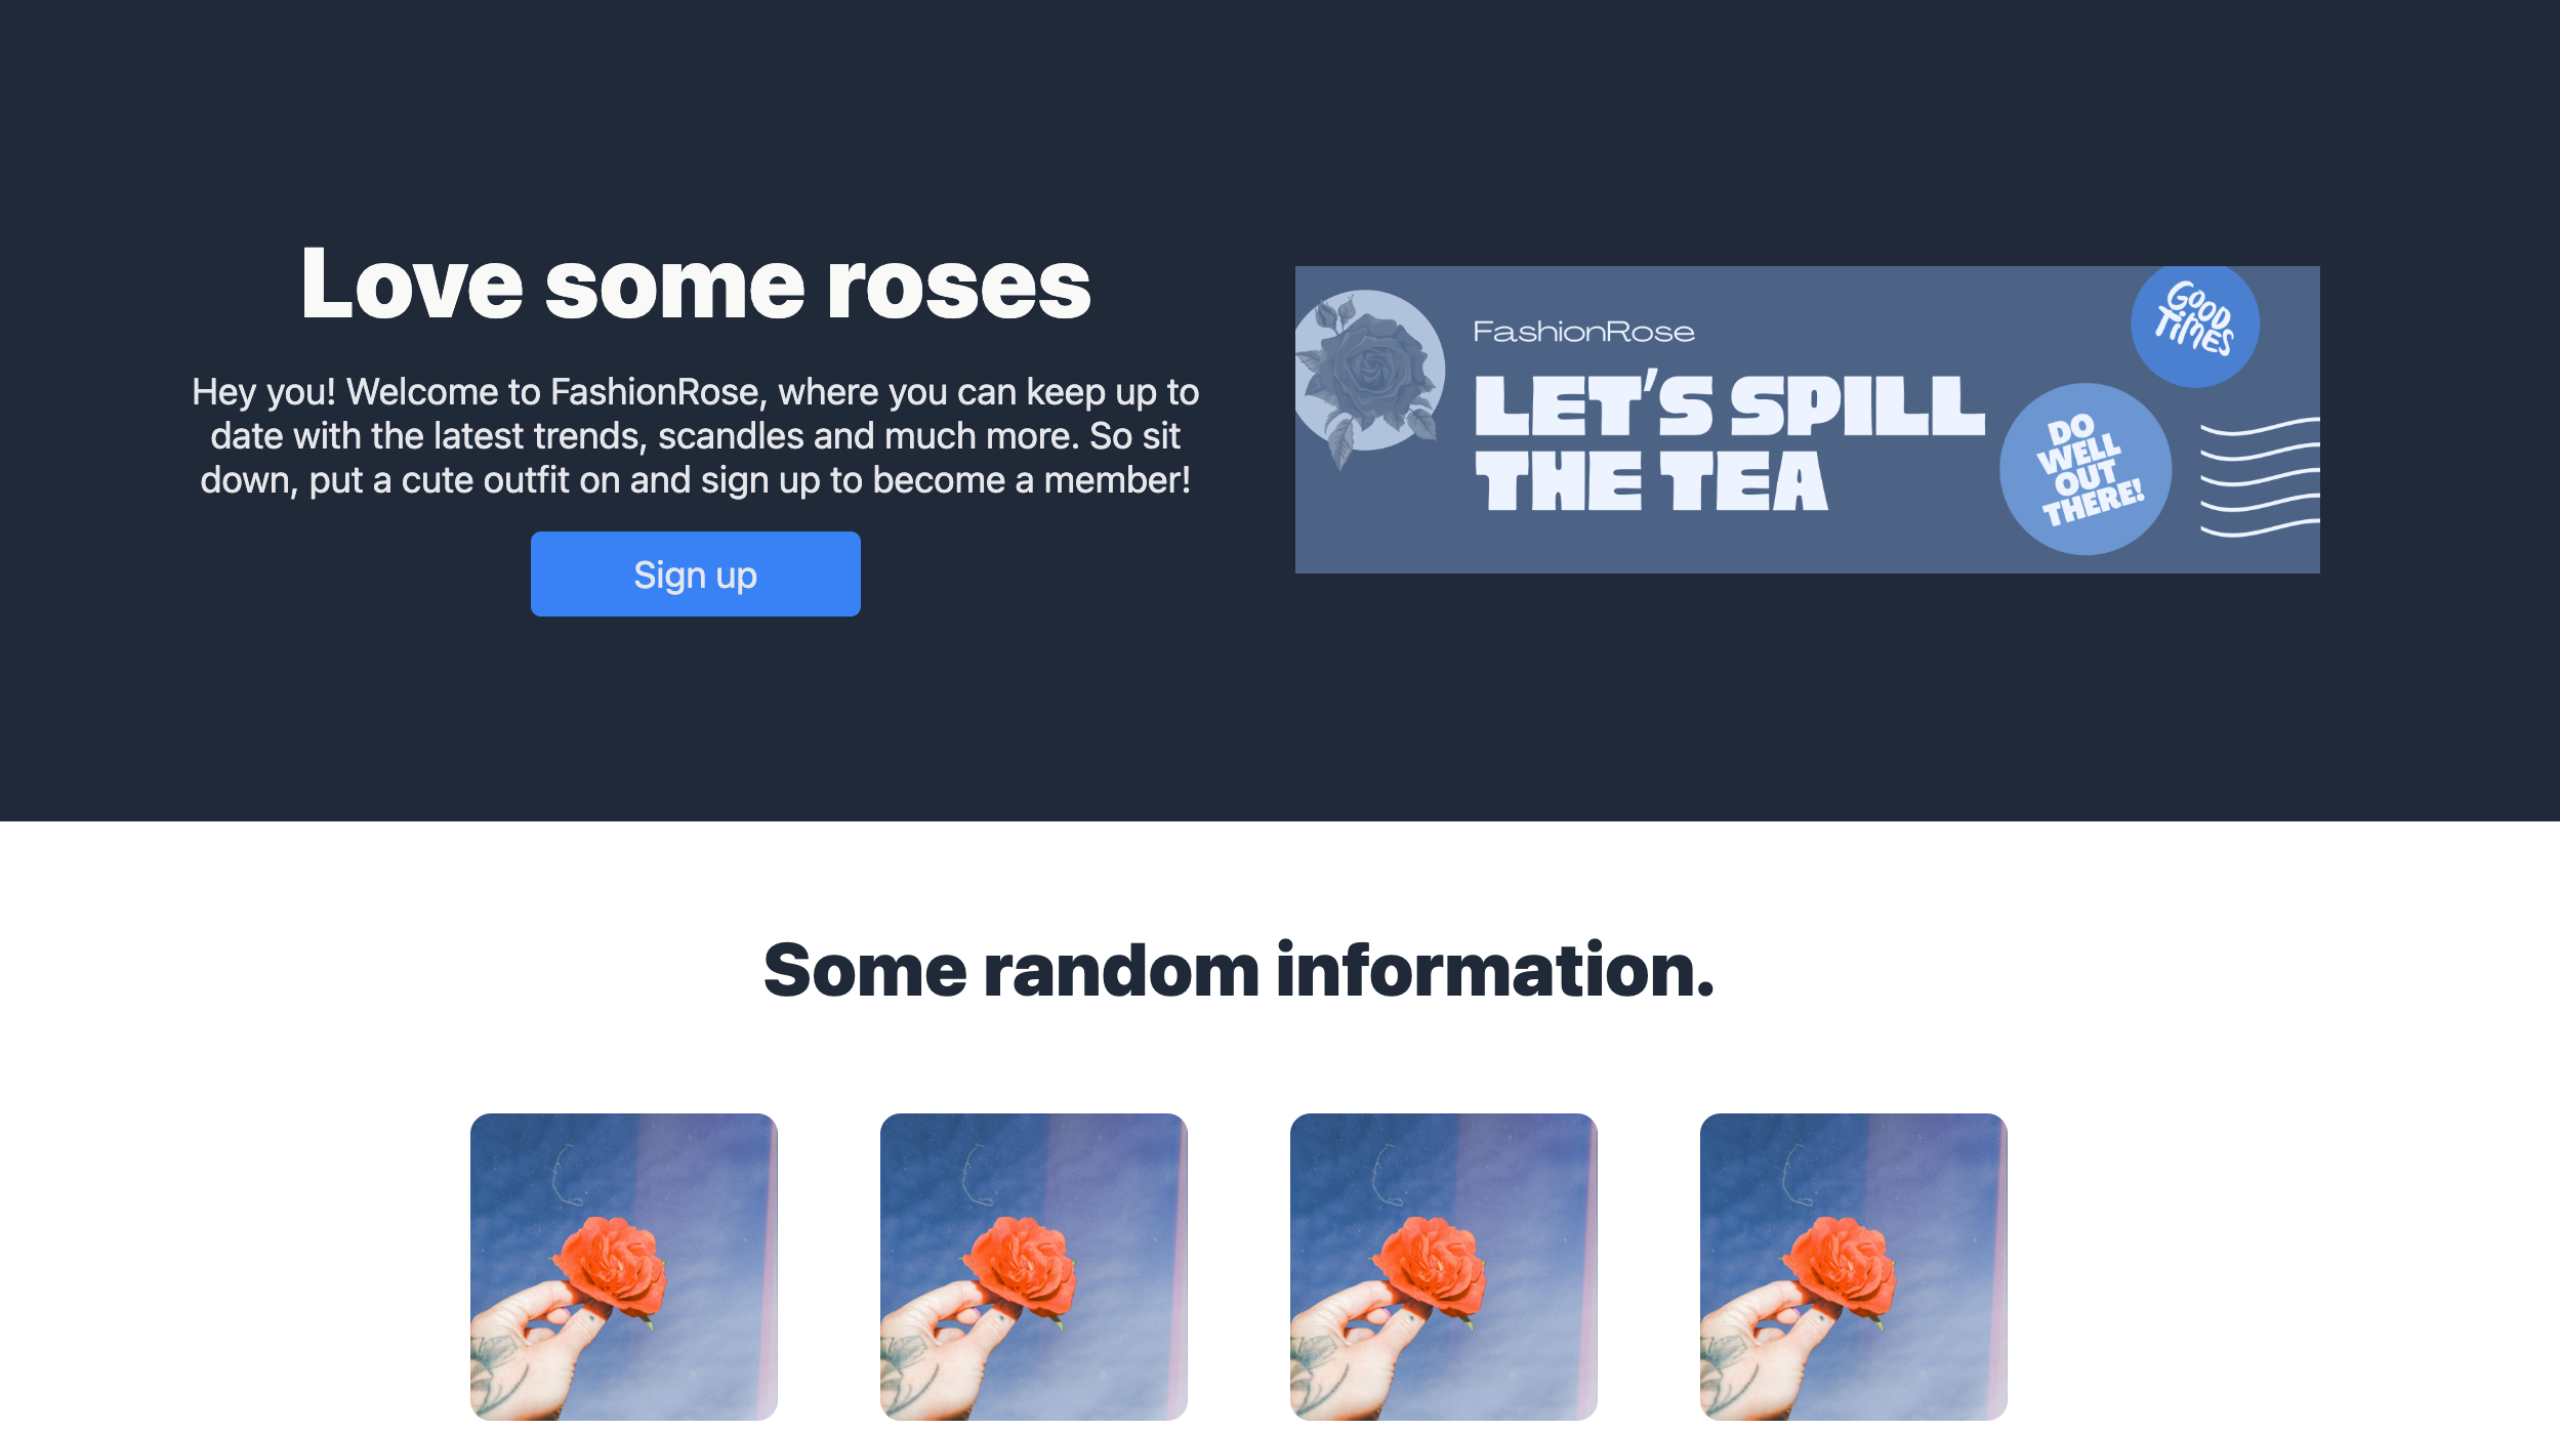 Love some roses
Hey you! Welcome to FashionRose, where you can keep up to
date with the latest trends, scandles and much more. So sit
down, put a cute outfit on and sign up to become a member!
Sign up
FashionRose
LET'S SPILL
THE TEA
GOOD
TIMES
DO
WELL
OUT
THERE!
Some random information.